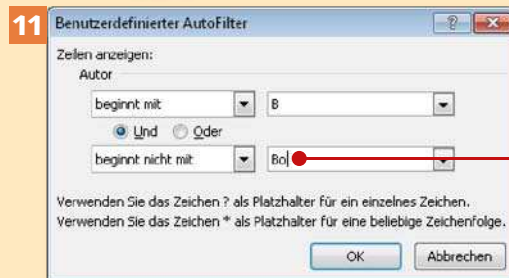 11
Benutzerdefinierter AutoFilter
Zeilen anzeigen:
Autor
beginnt mit B
Und Oder
beginnt nicht mit Bo
Verwenden Sie das Zeichen ? als Platzhalter für ein einzelnes Zeichen.
Verwenden Sie das Zeichen * als Platzhalter für eine beliebige Zeichenfolge.
OK Abbrechen